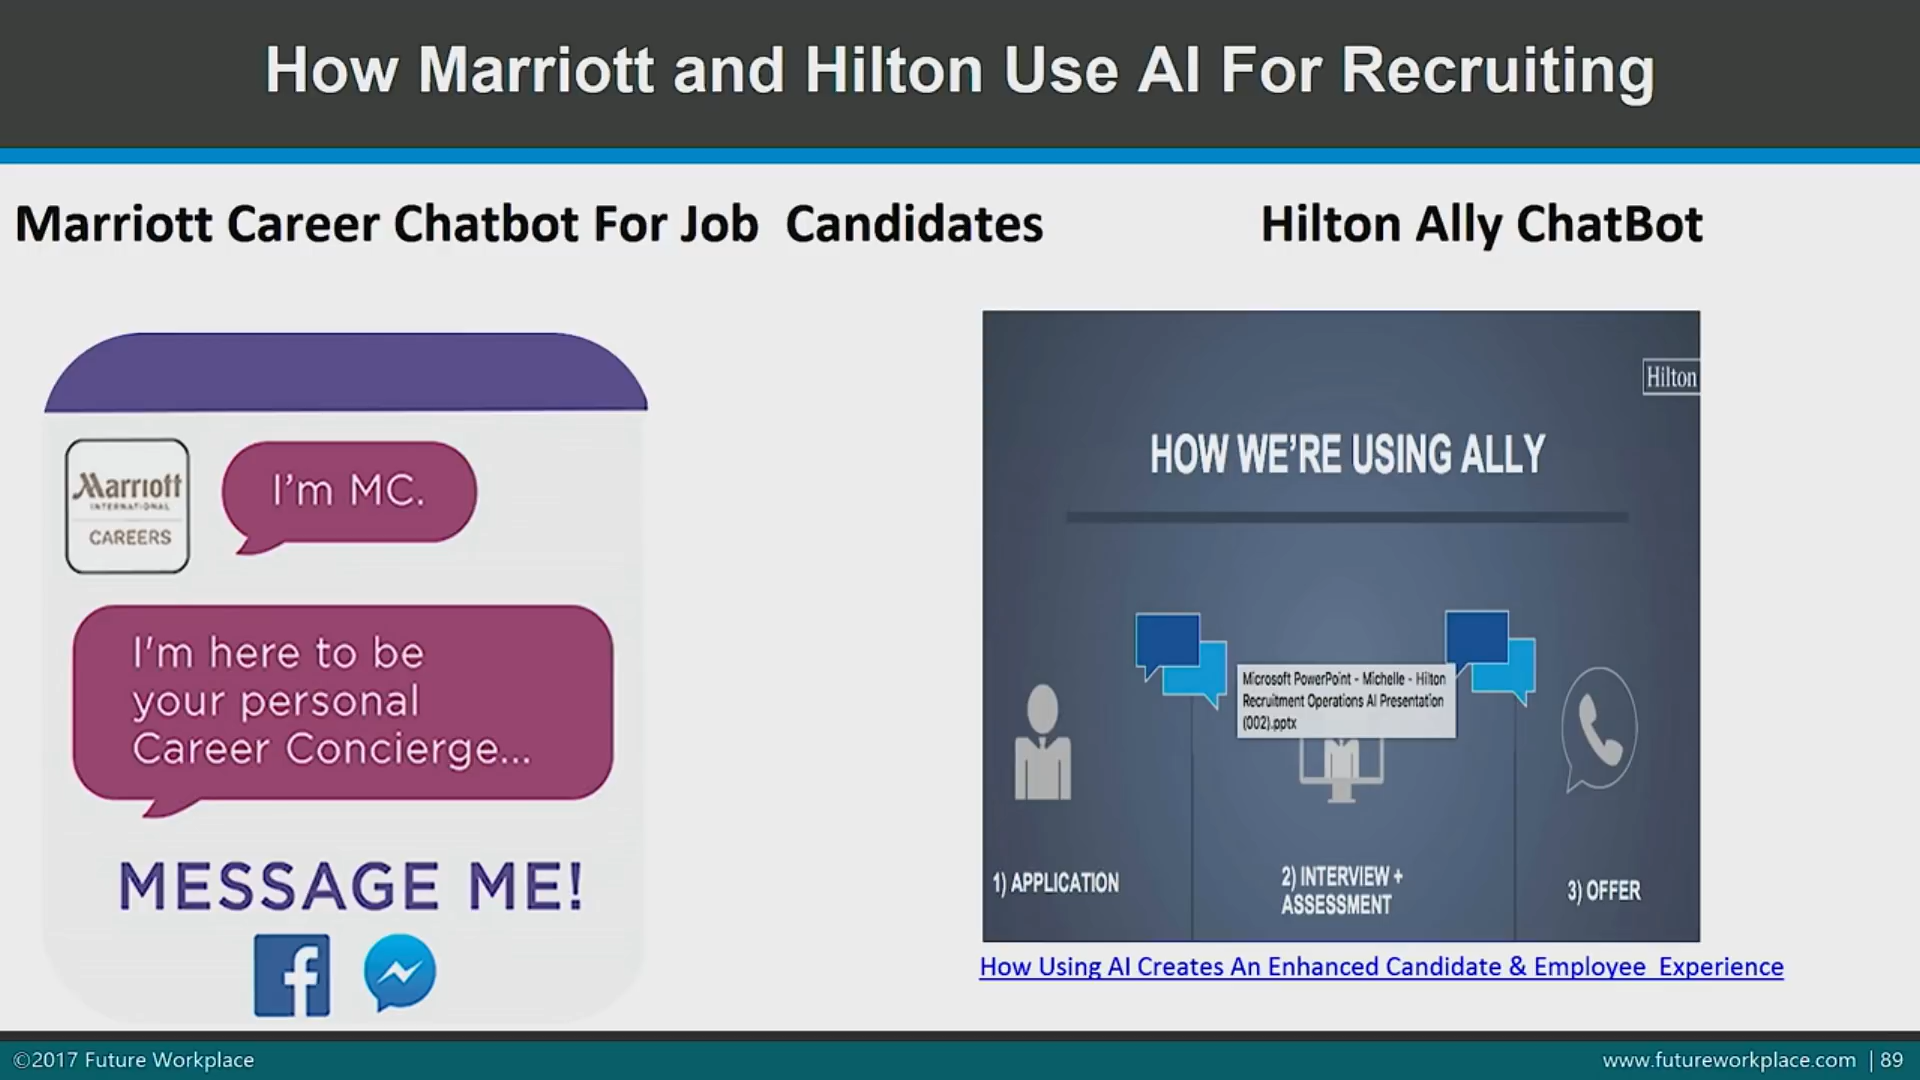 How Marriott and Hilton Use AI For Recruiting
Marriott Career Chatbot For Job  Candidates
Hilton Ally ChatBot
Marriott
INTERNATIONAL
CAREERS
I'm MC.
I'm here to be
your personal
Career Concierge...
MESSAGE ME!
Hilton
HOW WE'RE USING ALLY
Microsoft PowerPoint - Michelle - Hilton
Recruitment Operations AI Presentation
(002).pptx
1) APPLICATION
2) INTERVIEW +
ASSESSMENT
3) OFFER
How Using AI Creates An Enhanced Candidate & Employee  Experience
©2017 Future Workplace
www.futureworkplace.com | 89